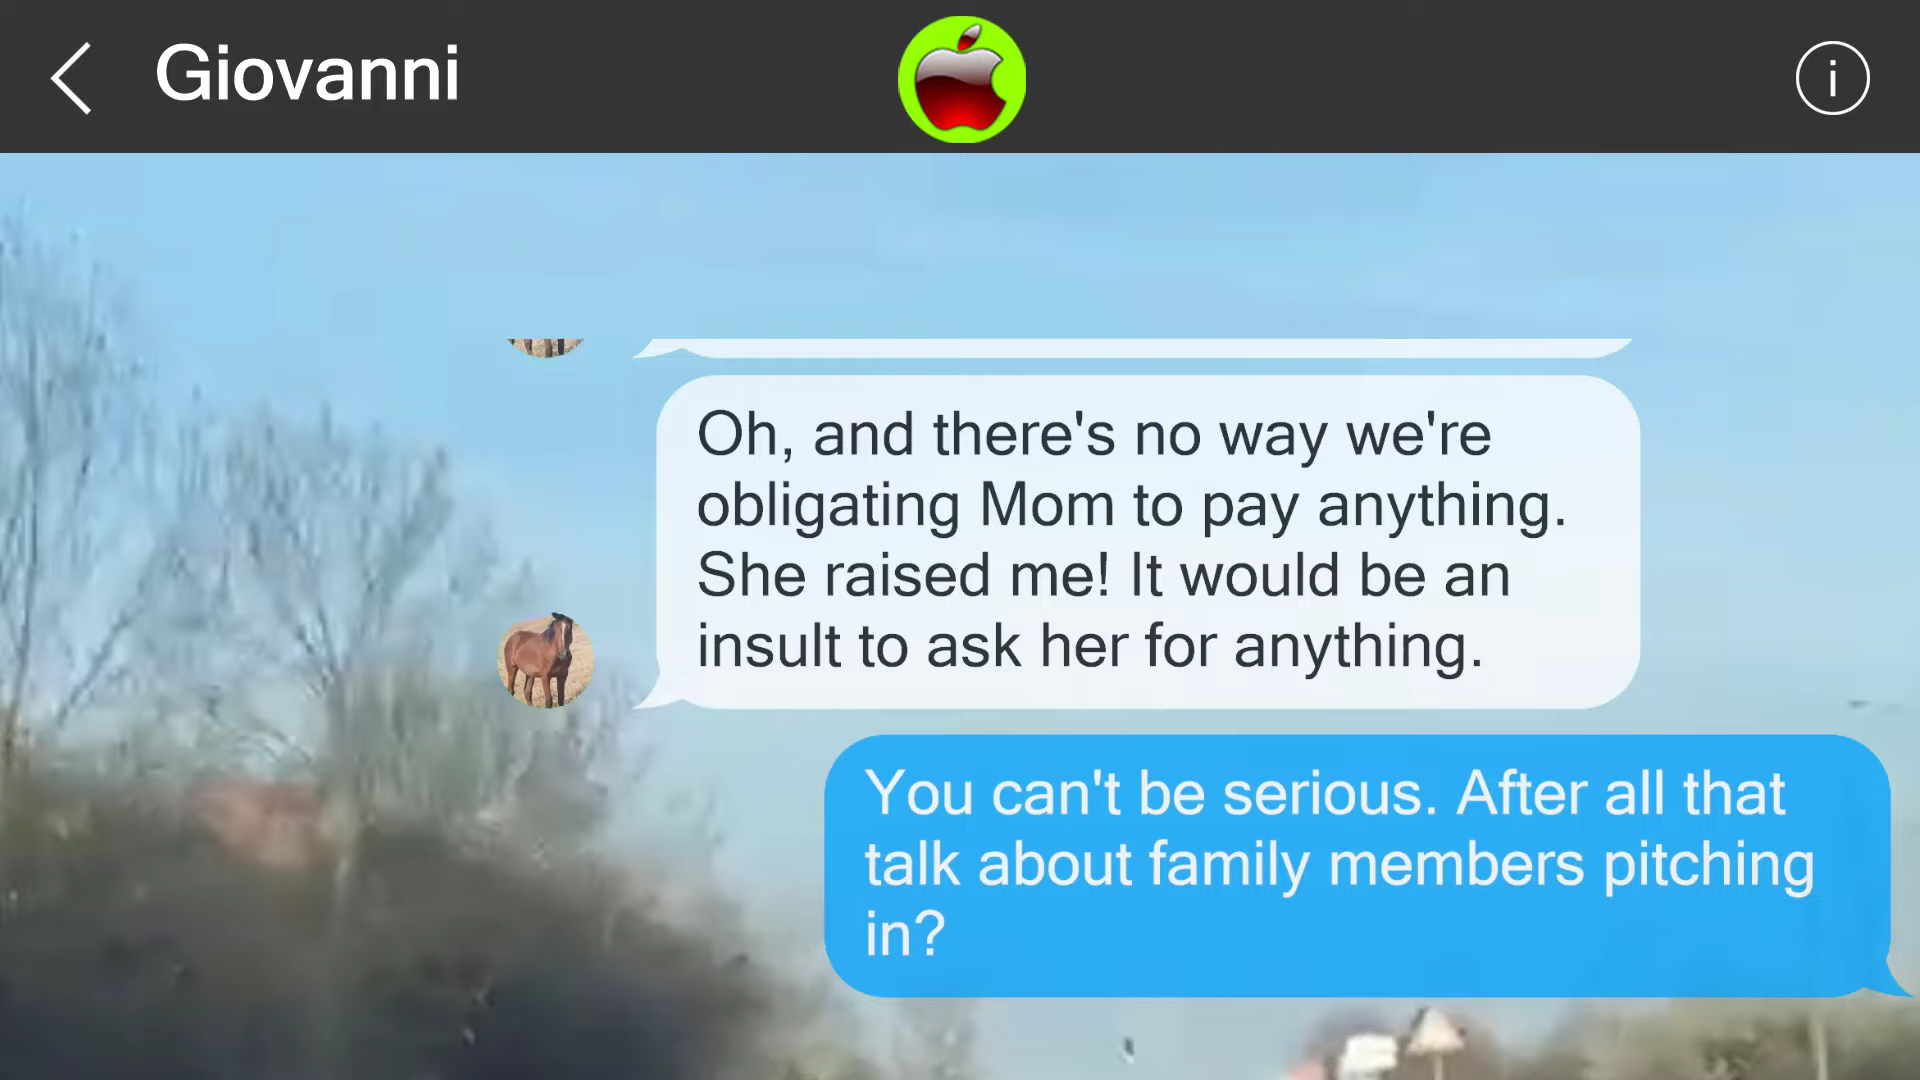 Giovanni
i
Oh, and there's no way we're
obligating Mom to pay anything.
She raised me! It would be an
insult to ask her for anything.
You can't be serious. After all that
talk about family members pitching
in?